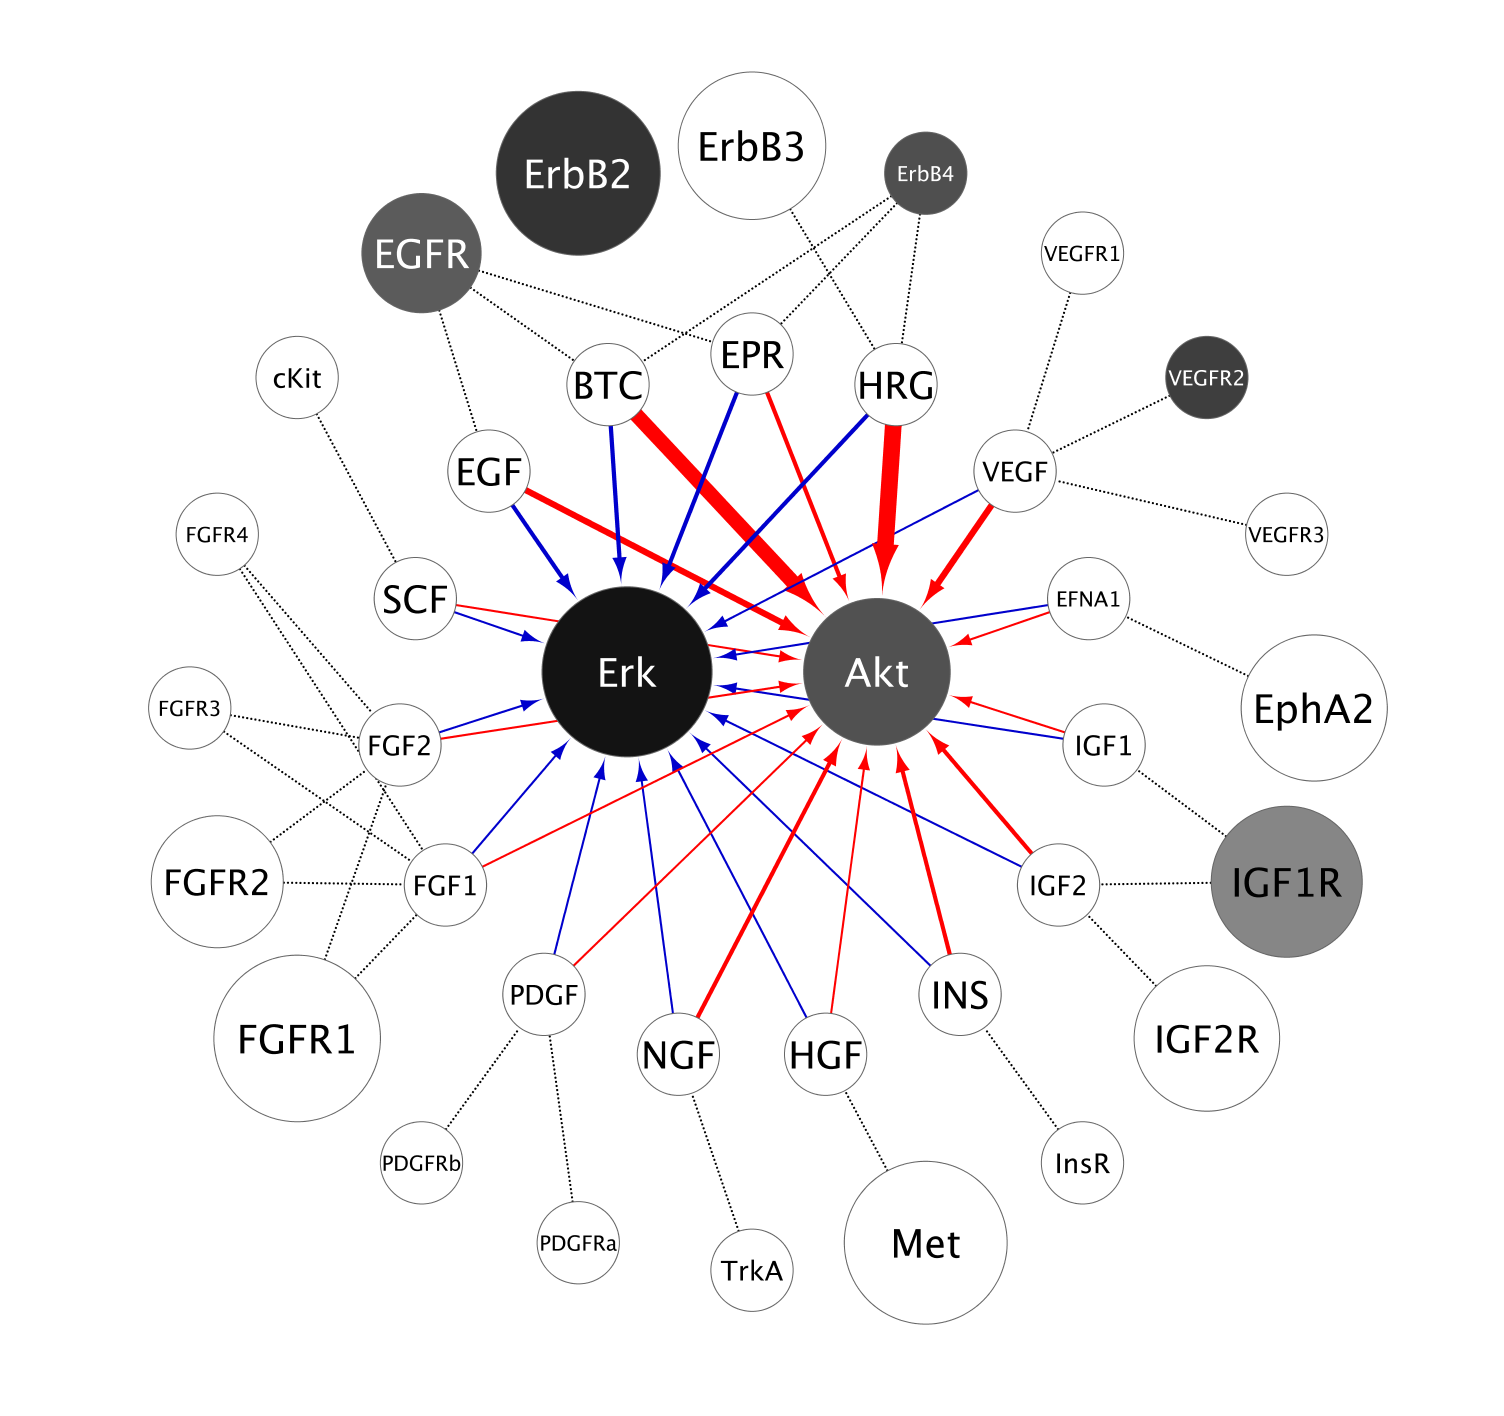 ErbB3
ErbB2
ErbB4
EGFR
VEGFR1
EPR
cKit
BTC
HRG
VEGFR2
EGF
VEGF
FGFR4
VEGFR3
SCF
EFNA1
Erk
Akt
FGFR3
EphA2
FGF2
IGF1
FGFR2
FGF1
IGF2
IGF1R
PDGF
INS
FGFR1
IGF2R
NGF
HGF
PDGFRb
InsR
PDGFRa
Met
TrkA